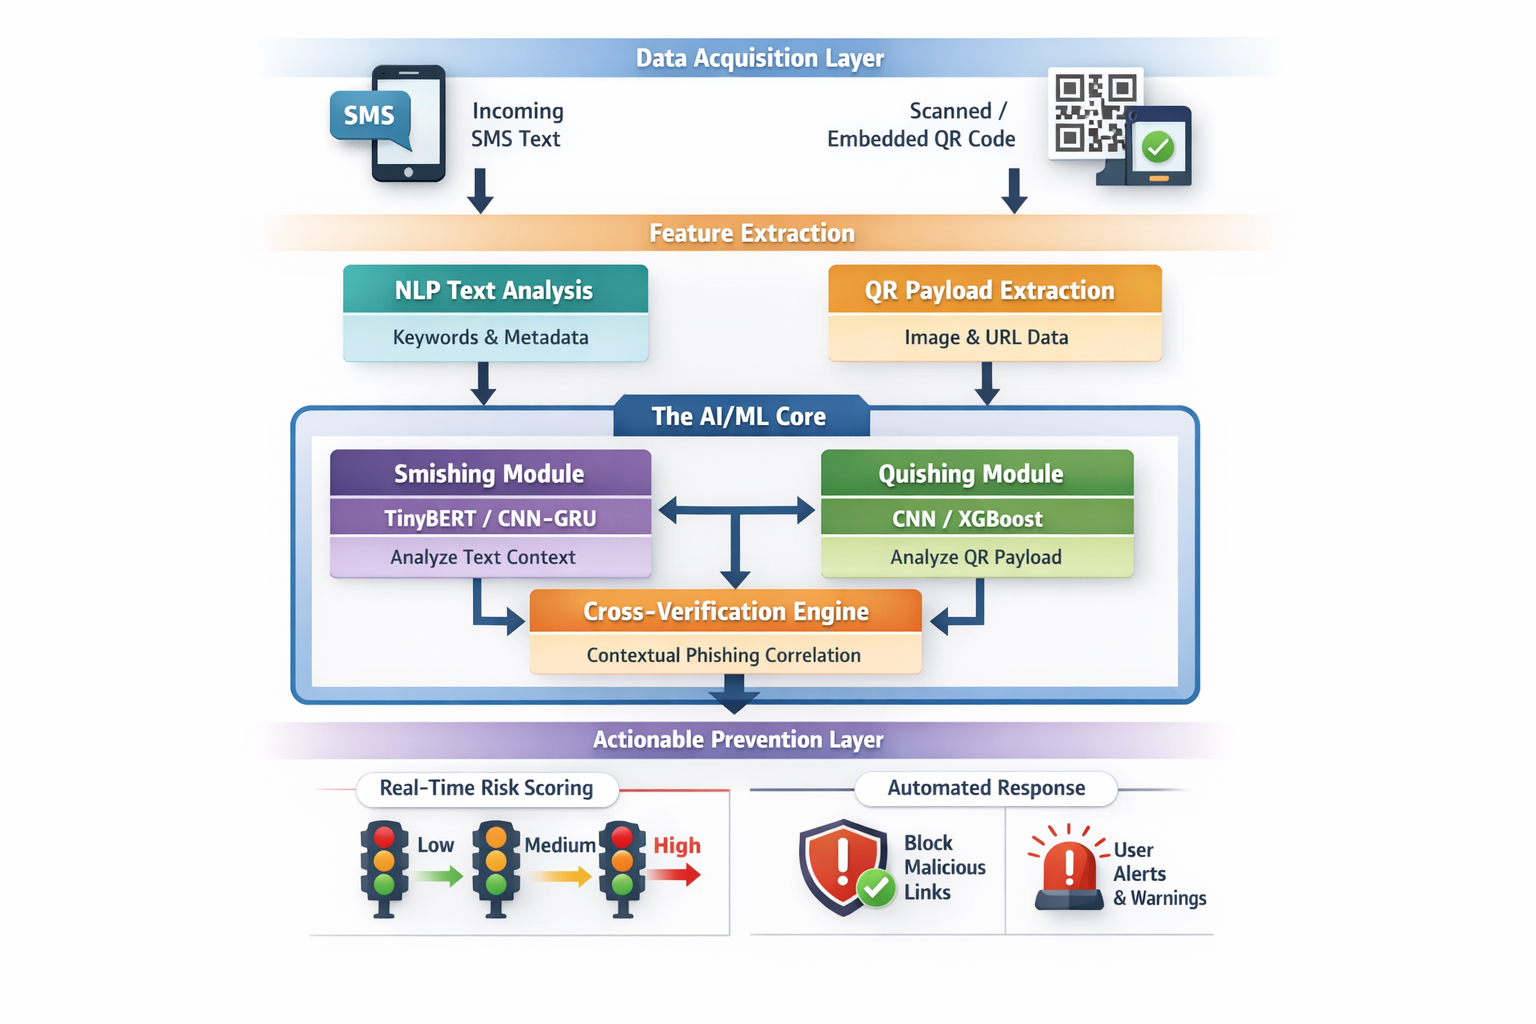 Data Acquisition Layer
SMS
Incoming
SMS Text
Scanned /
Embedded QR Code
Feature Extraction
NLP Text Analysis
Keywords & Metadata
QR Payload Extraction
Image & URL Data
The AI/ML Core
Smishing Module
TinyBERT / CNN-GRU
Analyze Text Context
Quishing Module
CNN / XGBoost
Analyze QR Payload
Cross-Verification Engine
Contextual Phishing Correlation
Actionable Prevention Layer
Real-Time Risk Scoring
Low
Medium
High
Automated Response
Block
Malicious
Links
User
Alerts
& Warnings